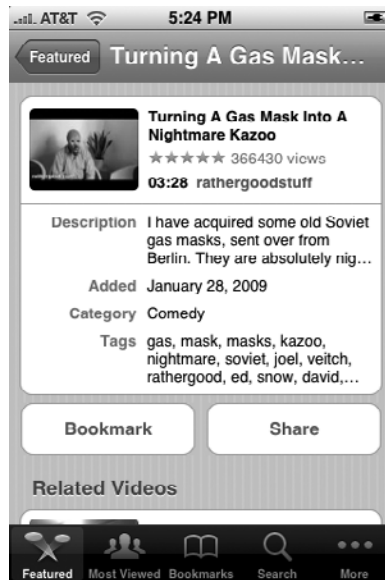 AT&T 5:24 PM
Featured Turning A Gas Mask...
Turning A Gas Mask Into A
Nightmare Kazoo
366430 views
03:28 rathergoodstuff
Description I have acquired some old Soviet
gas masks, sent over from
Berlin. They are absolutely nig...
Added January 28, 2009
Category Comedy
Tags gas, mask, masks, kazoo,
nightmare, soviet, joel, veitch,
rathergood, ed, snow, david,...
Bookmark Share
Related Videos
Featured Most Viewed Bookmarks Search More